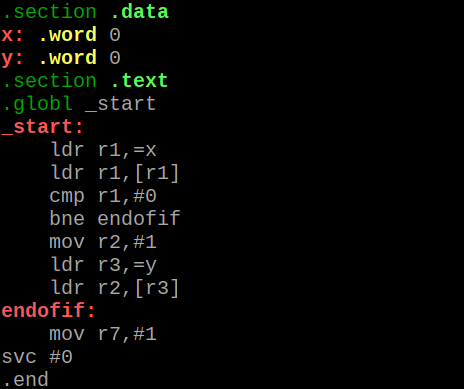 .section .data
x: .word 0
y: .word 0
.section .text
.globl _start
_start:
    ldr r1,=x
    ldr r1,[r1]
    cmp r1,#0
    bne endofif
    mov r2,#1
    ldr r3,=y
    ldr r2,[r3]
endofif:
    mov r7,#1
svc #0
.end